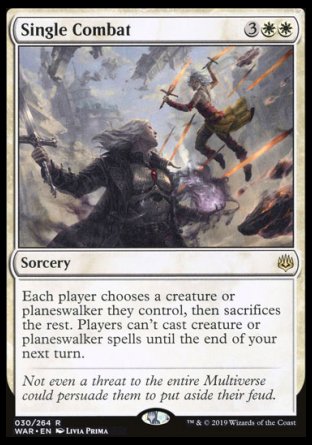 Single Combat 3
Sorcery
Each player chooses a creature or
planeswalker they control, then sacrifices
the rest. Players can't cast creature or
planeswalker spells until the end of your
next turn.
Not even a threat to the entire Multiverse
could persuade them to put aside their feud.
030/264 R
WAR • EN Livia Prima
™ & © 2019 Wizards of the Coast